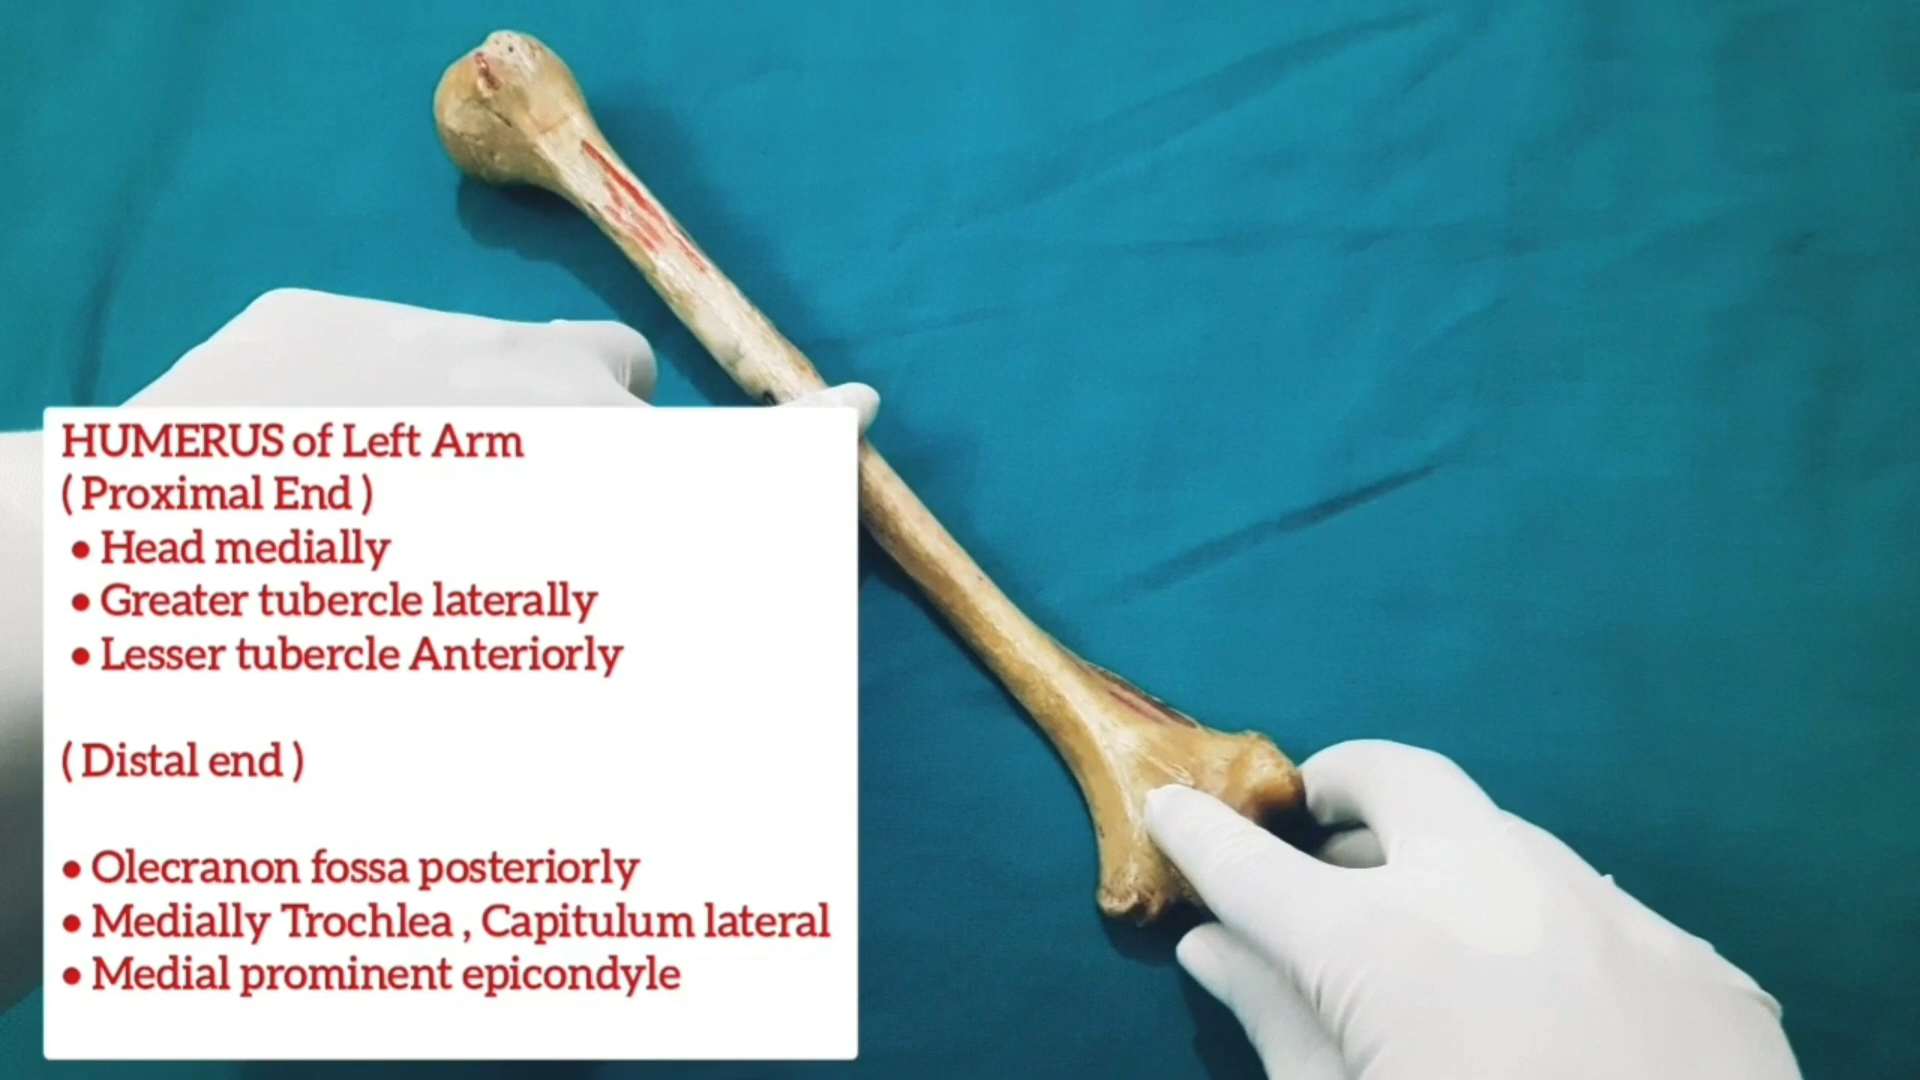 HUMERUS of Left Arm
( Proximal End )
• Head medially
• Greater tubercle laterally
• Lesser tubercle Anteriorly
( Distal end )
• Olecranon fossa posteriorly
• Medially Trochlea , Capitulum lateral
• Medial prominent epicondyle